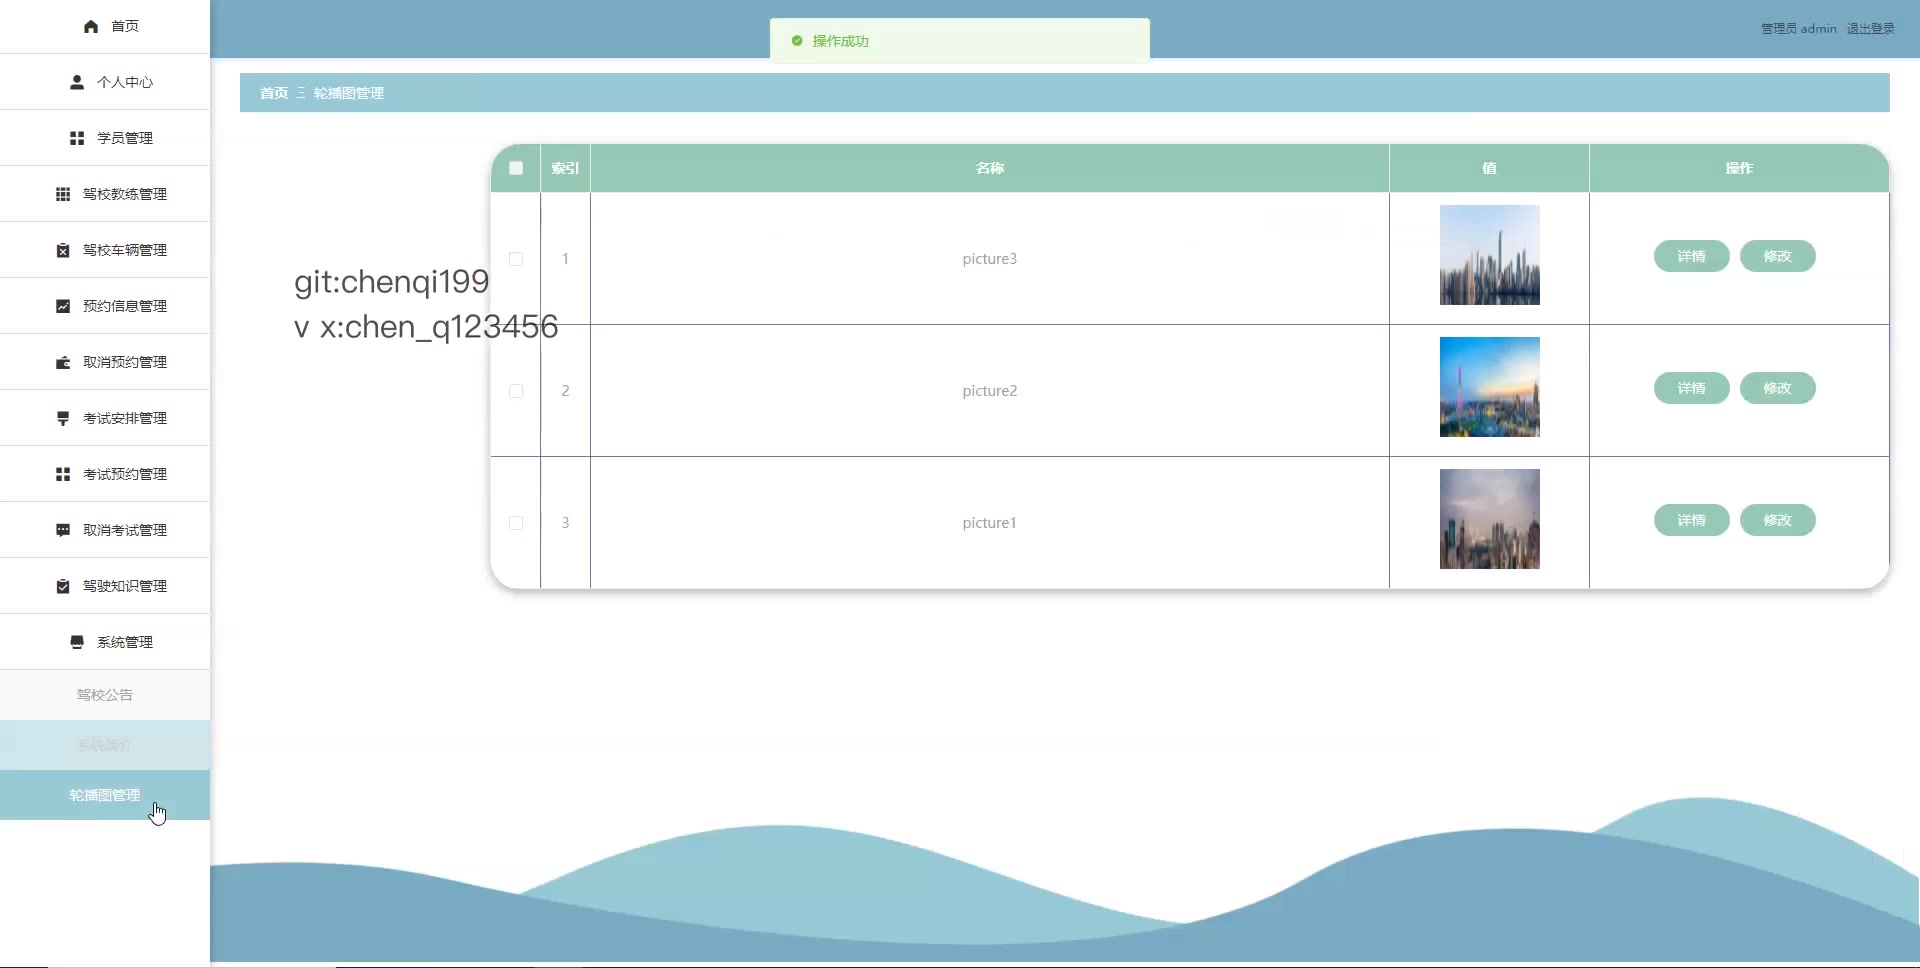 首页
个人中心
学员管理
驾校教练管理
驾校车辆管理
预约信息管理
取消预约管理
考试安排管理
考试预约管理
取消考试管理
驾驶知识管理
系统管理
驾校公告
系统简介
轮播图管理
操作成功
管理员 admin 退出登录
首页 轮播图管理
索引 名称 值 操作
1 picture3 详情 修改
git:chenqi199
v x:chen_q123456
2 picture2 详情 修改
3 picture1 详情 修改